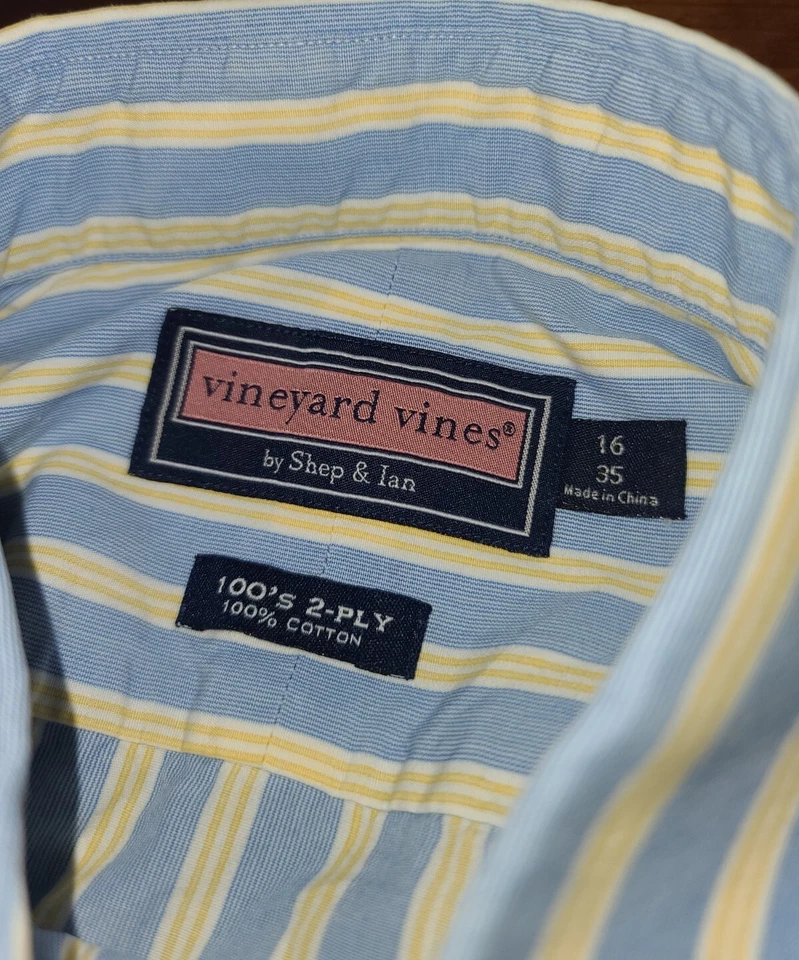 vineyard vines®
by Shep & Ian
16
35
Made in China
100's 2-PLY
100% COTTON